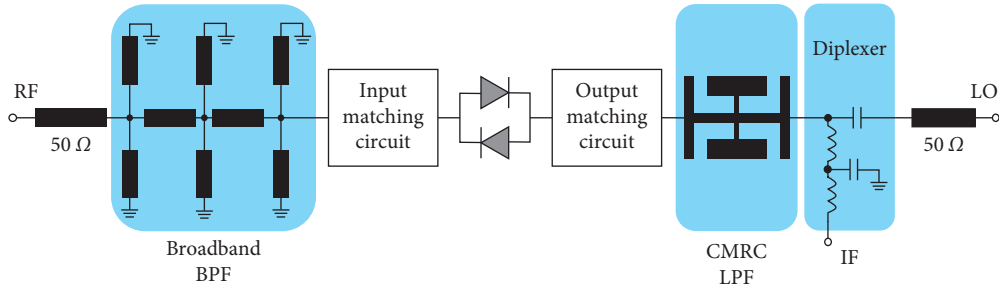 RF
50 Ω
Broadband
BPF
Input
matching
circuit
Output
matching
circuit
CMRC
LPF
Diplexer
IF
LO
50 Ω